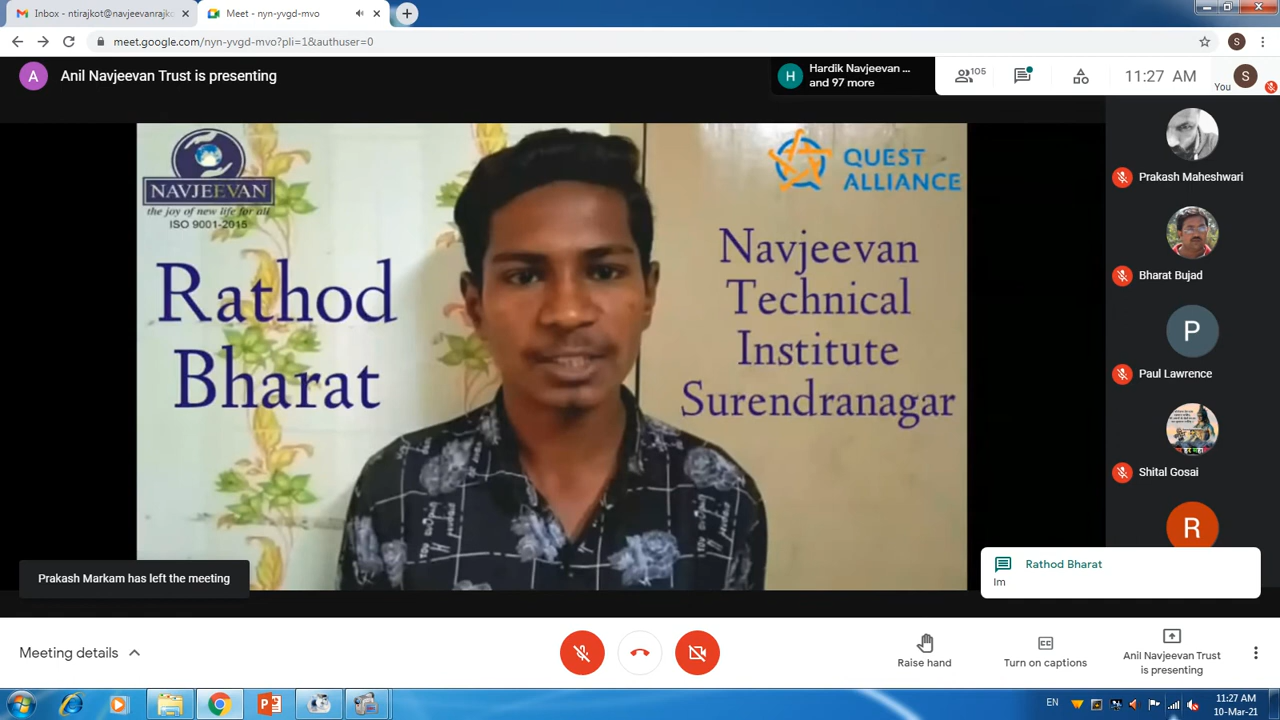 Inbox - ntirajkot@navjeevanrajko
Meet - nyn-yvgd-mvo
meet.google.com/nyn-yvgd-mvo?pli=1&authuser=0
S
A
Anil Navjeevan Trust is presenting
H
Hardik Navjeevan ...
and 97 more
105
11:27 AM
You
S
NAVJEEVAN
the joy of new life for all
ISO 9001-2015
QUEST
ALLIANCE
Rathod
Bharat
Navjeevan
Technical
Institute
Surendranagar
Prakash Maheshwari
Bharat Bujad
P
Paul Lawrence
Shital Gosai
R
Prakash Markam has left the meeting
Rathod Bharat
Im
Meeting details
Raise hand
Turn on captions
Anil Navjeevan Trust
is presenting
EN
11:27 AM
10-Mar-21